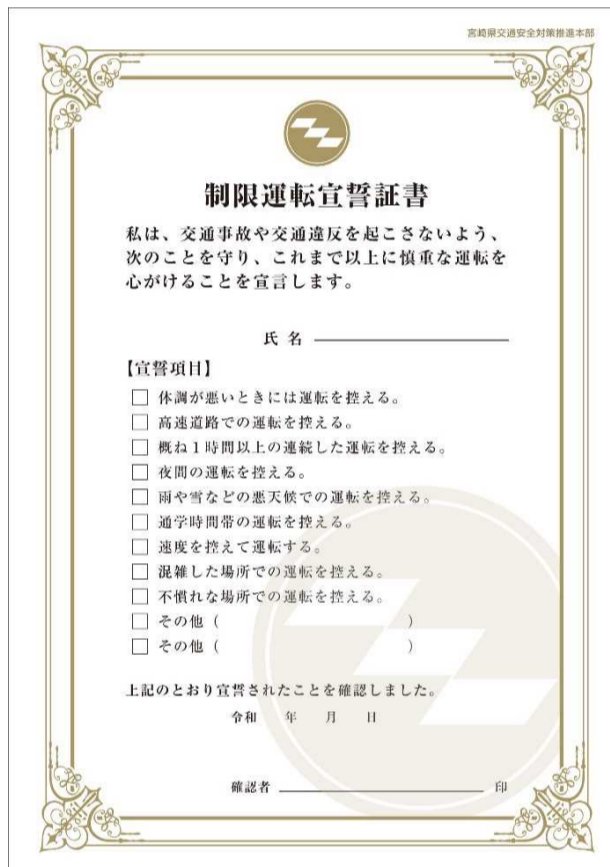 宮崎県交通安全対策推進本部
制限運転宣誓証書
私は、交通事故や交通違反を起こさないよう、
次のことを守り、これまで以上に慎重な運転を
心がけることを宣言します。
氏 名
【宣誓項目】
□ 体調が悪いときには運転を控える。
□ 高速道路での運転を控える。
□ 概ね１時間以上の連続した運転を控える。
□ 夜間の運転を控える。
□ 雨や雪などの悪天候での運転を控える。
□ 通学時間帯の運転を控える。
□ 速度を控えて運転する。
□ 混雑した場所での運転を控える。
□ 不慣れな場所での運転を控える。
□ その他（　　　　　　　　　　）
□ その他（　　　　　　　　　　）
上記のとおり宣誓されたことを確認しました。
令和　　年　　月　　日
確認者 ＿＿＿＿＿＿＿＿＿＿ 印